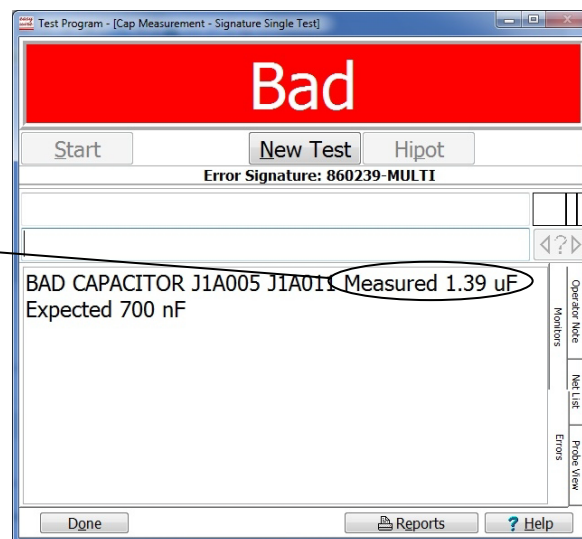 Test Program - [Cap Measurement - Signature Single Test]
Bad
Start New Test Hipot
Error Signature: 860239-MULTI
?
BAD CAPACITOR J1A005 J1A011 Measured 1.39 uF
Expected 700 nF
Operator Note
Monitors
Net List
Errors
Probe View
Done Reports ? Help